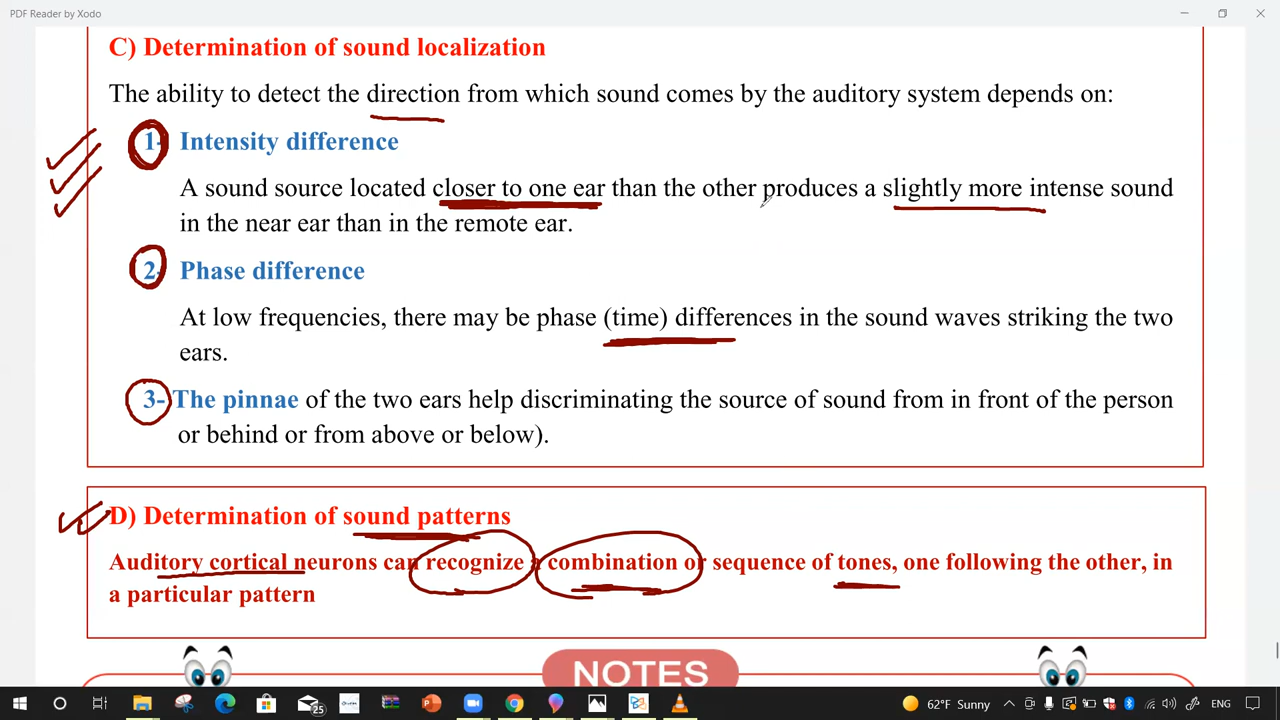 PDF Reader by Xodo
C) Determination of sound localization
The ability to detect the direction from which sound comes by the auditory system depends on:
1- Intensity difference
A sound source located closer to one ear than the other produces a slightly more intense sound
in the near ear than in the remote ear.
2- Phase difference
At low frequencies, there may be phase (time) differences in the sound waves striking the two
ears.
3- The pinnae of the two ears help discriminating the source of sound from in front of the person
or behind or from above or below).
D) Determination of sound patterns
Auditory cortical neurons can recognize a combination or sequence of tones, one following the other, in
a particular pattern
NOTES
25
62°F Sunny
ENG